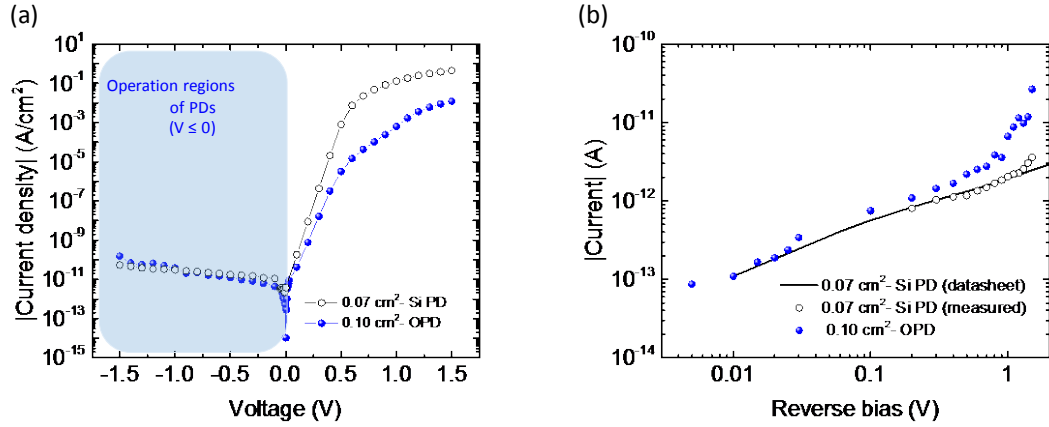 (a)
|Current density| (A/cm²)
10¹
10⁻¹
10⁻³
10⁻⁵
10⁻⁷
10⁻⁹
10⁻¹¹
10⁻¹³
10⁻¹⁵
Operation regions
of PDs
(V ≤ 0)
0.07 cm²- Si PD
0.10 cm²- OPD
-1.5 -1.0 -0.5 0.0 0.5 1.0 1.5
Voltage (V)
(b)
|Current| (A)
10⁻¹⁰
10⁻¹¹
10⁻¹²
10⁻¹³
10⁻¹⁴
0.07 cm²- Si PD (datasheet)
0.07 cm²- Si PD (measured)
0.10 cm²- OPD
0.01 0.1 1
Reverse bias (V)